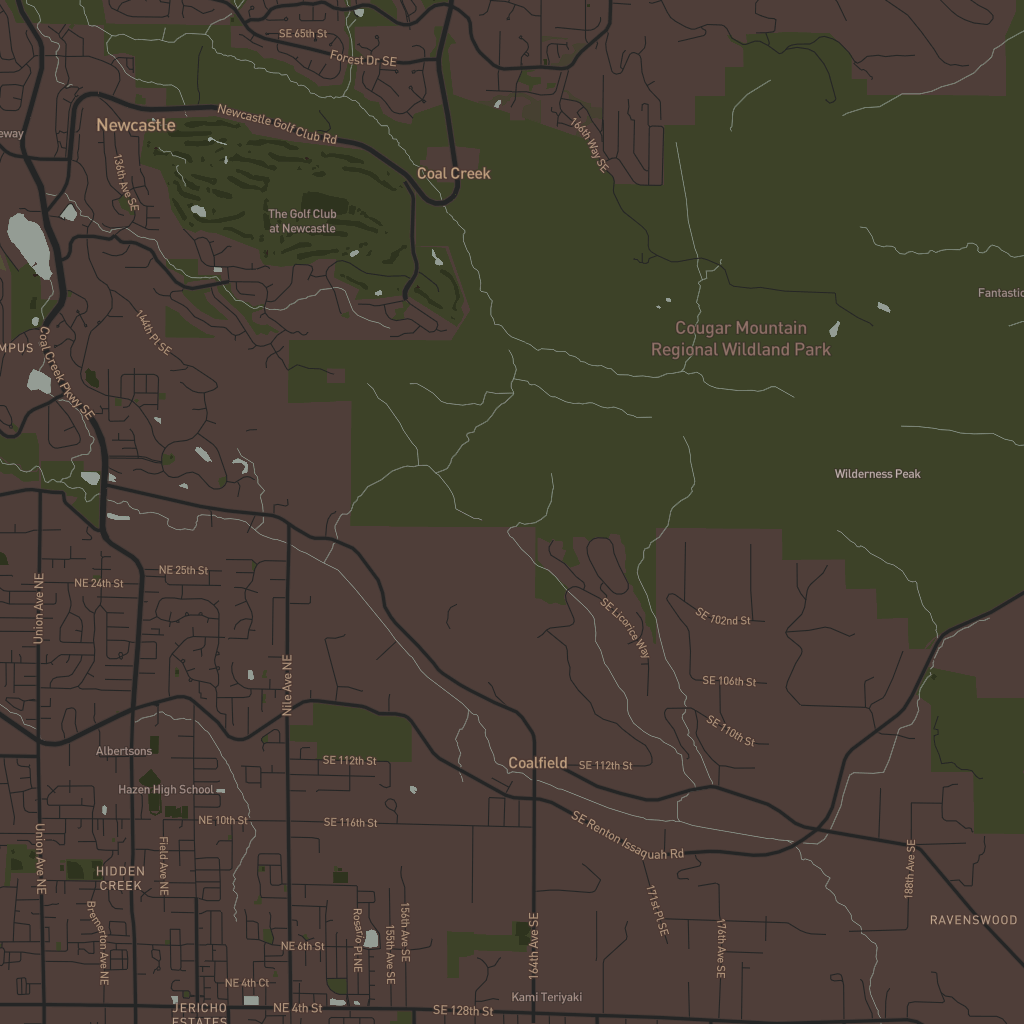 SE 65th St
Forest Dr SE
Newcastle Golf Club Rd
Newcastle
eway
166th Way SE
136th Ave SE
Coal Creek
The Golf Club
at Newcastle
Fantastic
144th Pl SE
Cougar Mountain
Regional Wildland Park
MPUS
Coal Creek Pkwy SE
Wilderness Peak
NE 25th St
NE 24th St
Union Ave NE
SE Licorice Way
SE 102nd St
Nile Ave NE
SE 106th St
SE 110th St
Albertsons
SE 112th St
Coalfield
SE 112th St
Hazen High School
NE 10th St
SE 116th St
SE Renton Issaquah Rd
Union Ave NE
Field Ave NE
188th Ave SE
HIDDEN
CREEK
Bremerton Ave NE
Rosario Pl NE
155th Ave SE
156th Ave SE
164th Ave SE
171st Pl SE
176th Ave SE
RAVENSWOOD
NE 6th St
NE 4th Ct
Kami Teriyaki
JERICHO
ESTATES
NE 4th St
SE 128th St